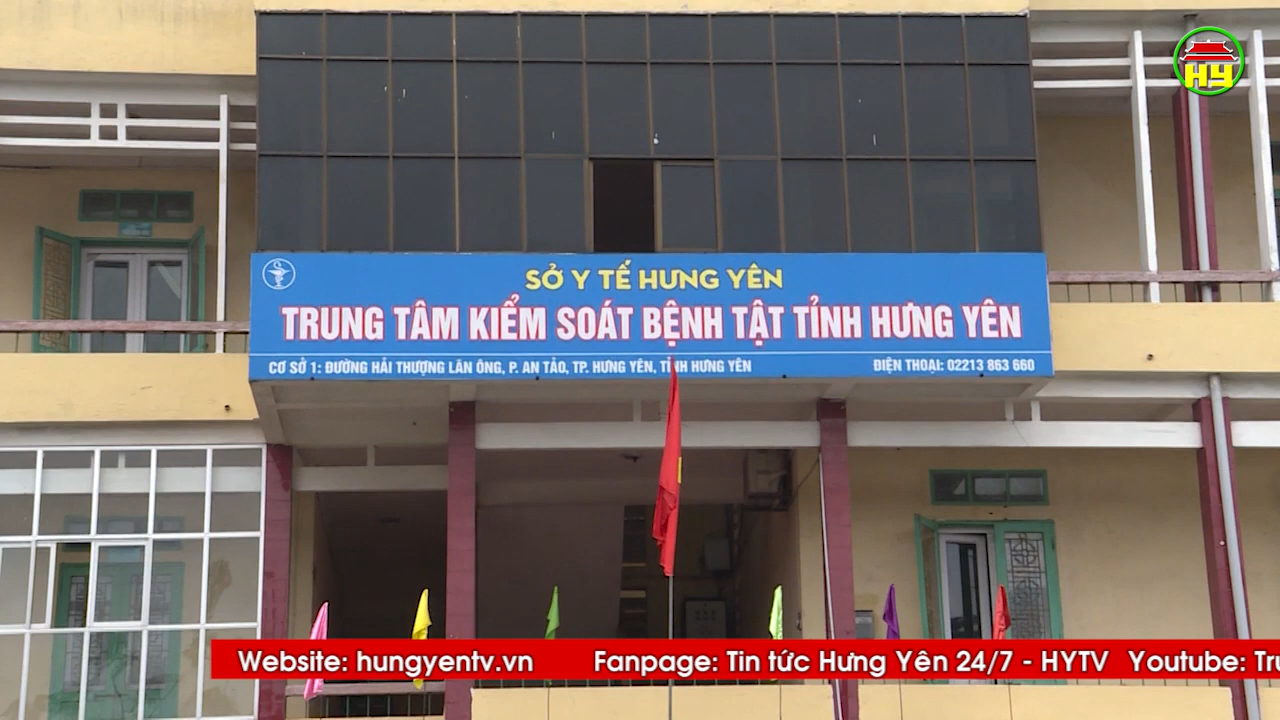 HY
SỞ Y TẾ HƯNG YÊN
TRUNG TÂM KIỂM SOÁT BỆNH TẬT TỈNH HƯNG YÊN
CƠ SỞ 1: ĐƯỜNG HẢI THƯỢNG LÃN ÔNG, P. AN TẢO, TP. HƯNG YÊN, TỈNH HƯNG YÊN ĐIỆN THOẠI: 02213 863 660
Website: hungyentv.vn Fanpage: Tin tức Hưng Yên 24/7 - HYTV Youtube: Tru